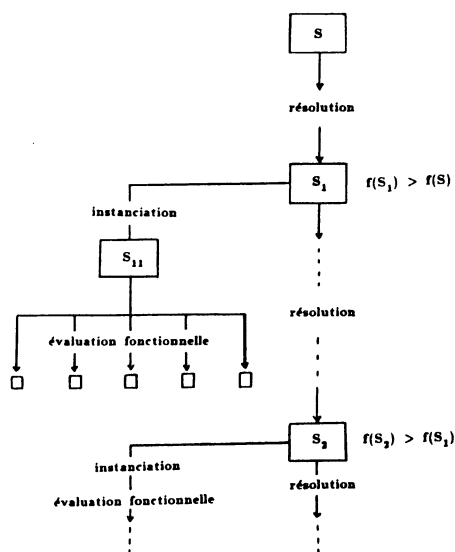 S
résolution
S₁ f(S₁) > f(S)
instanciation
S₁₁
résolution
évaluation fonctionnelle
S₂ f(S₂) > f(S₁)
instanciation
résolution
évaluation fonctionnelle